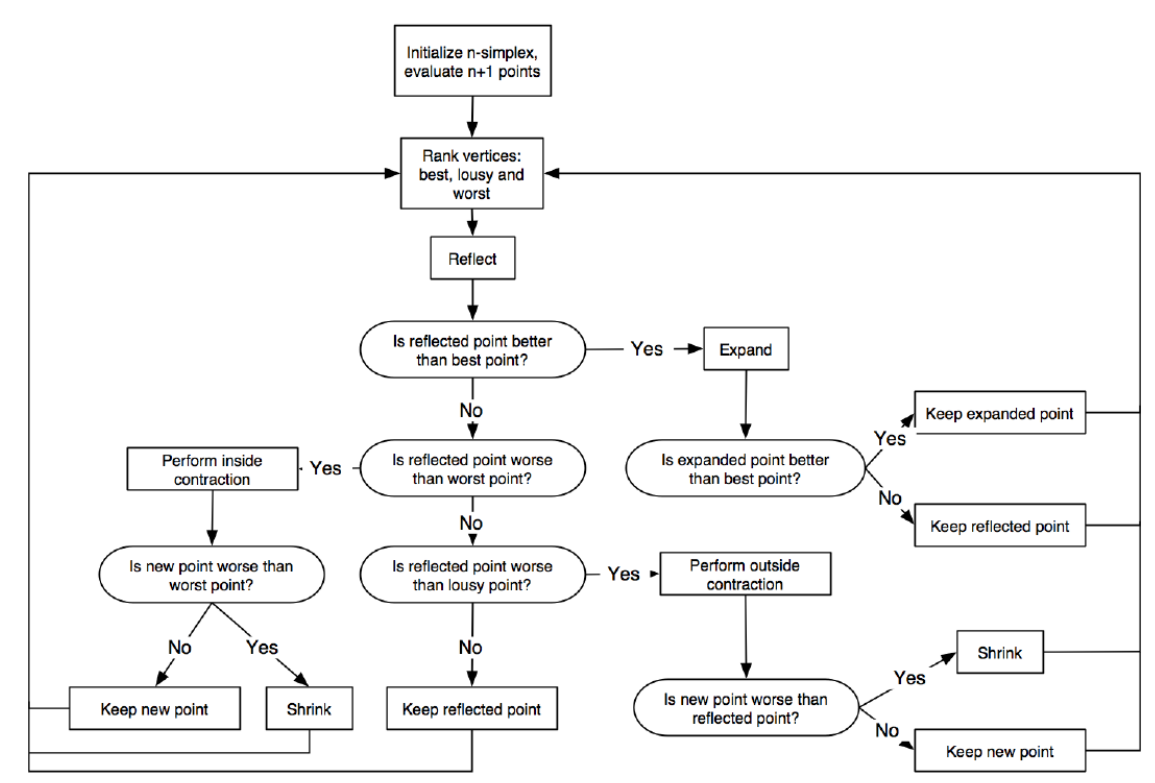 Initialize n-simplex,
evaluate n+1 points
Rank vertices:
best, lousy and
worst
Reflect
Is reflected point better
than best point?
Yes
Expand
No
Keep expanded point
Yes
Is expanded point better
than best point?
No
Keep reflected point
Is reflected point worse
than worst point?
Yes
Perform inside
contraction
No
Is new point worse than
worst point?
No
Yes
Keep new point
Shrink
Is reflected point worse
than lousy point?
Yes
Perform outside
contraction
No
Keep reflected point
Is new point worse than
reflected point?
Yes
Shrink
No
Keep new point